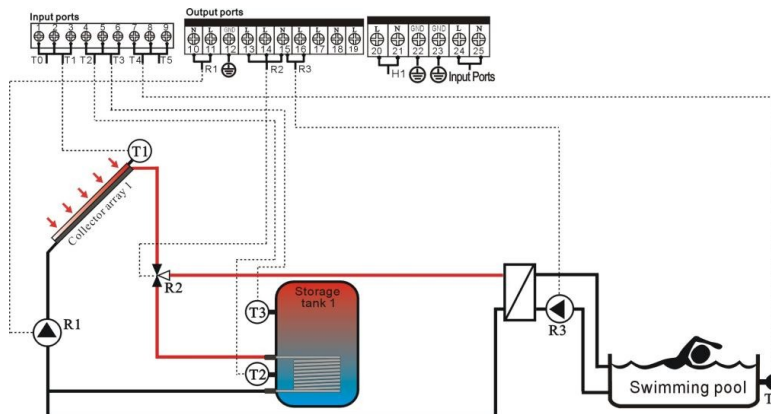 Input ports
1 2 3 4 5 6 7 8 9
T0 T1 T2 T3 T4 T5
Output ports
N L GND L L N L L N L
10 11 12 13 14 15 16 17 18 19
R1 R2 R3
L N GND GND L N
20 21 22 23 24 25
H1 Input Ports
T1
Collector array 1
R2
Storage
tank 1
T3
R1
R3
T2
Swimming pool
T